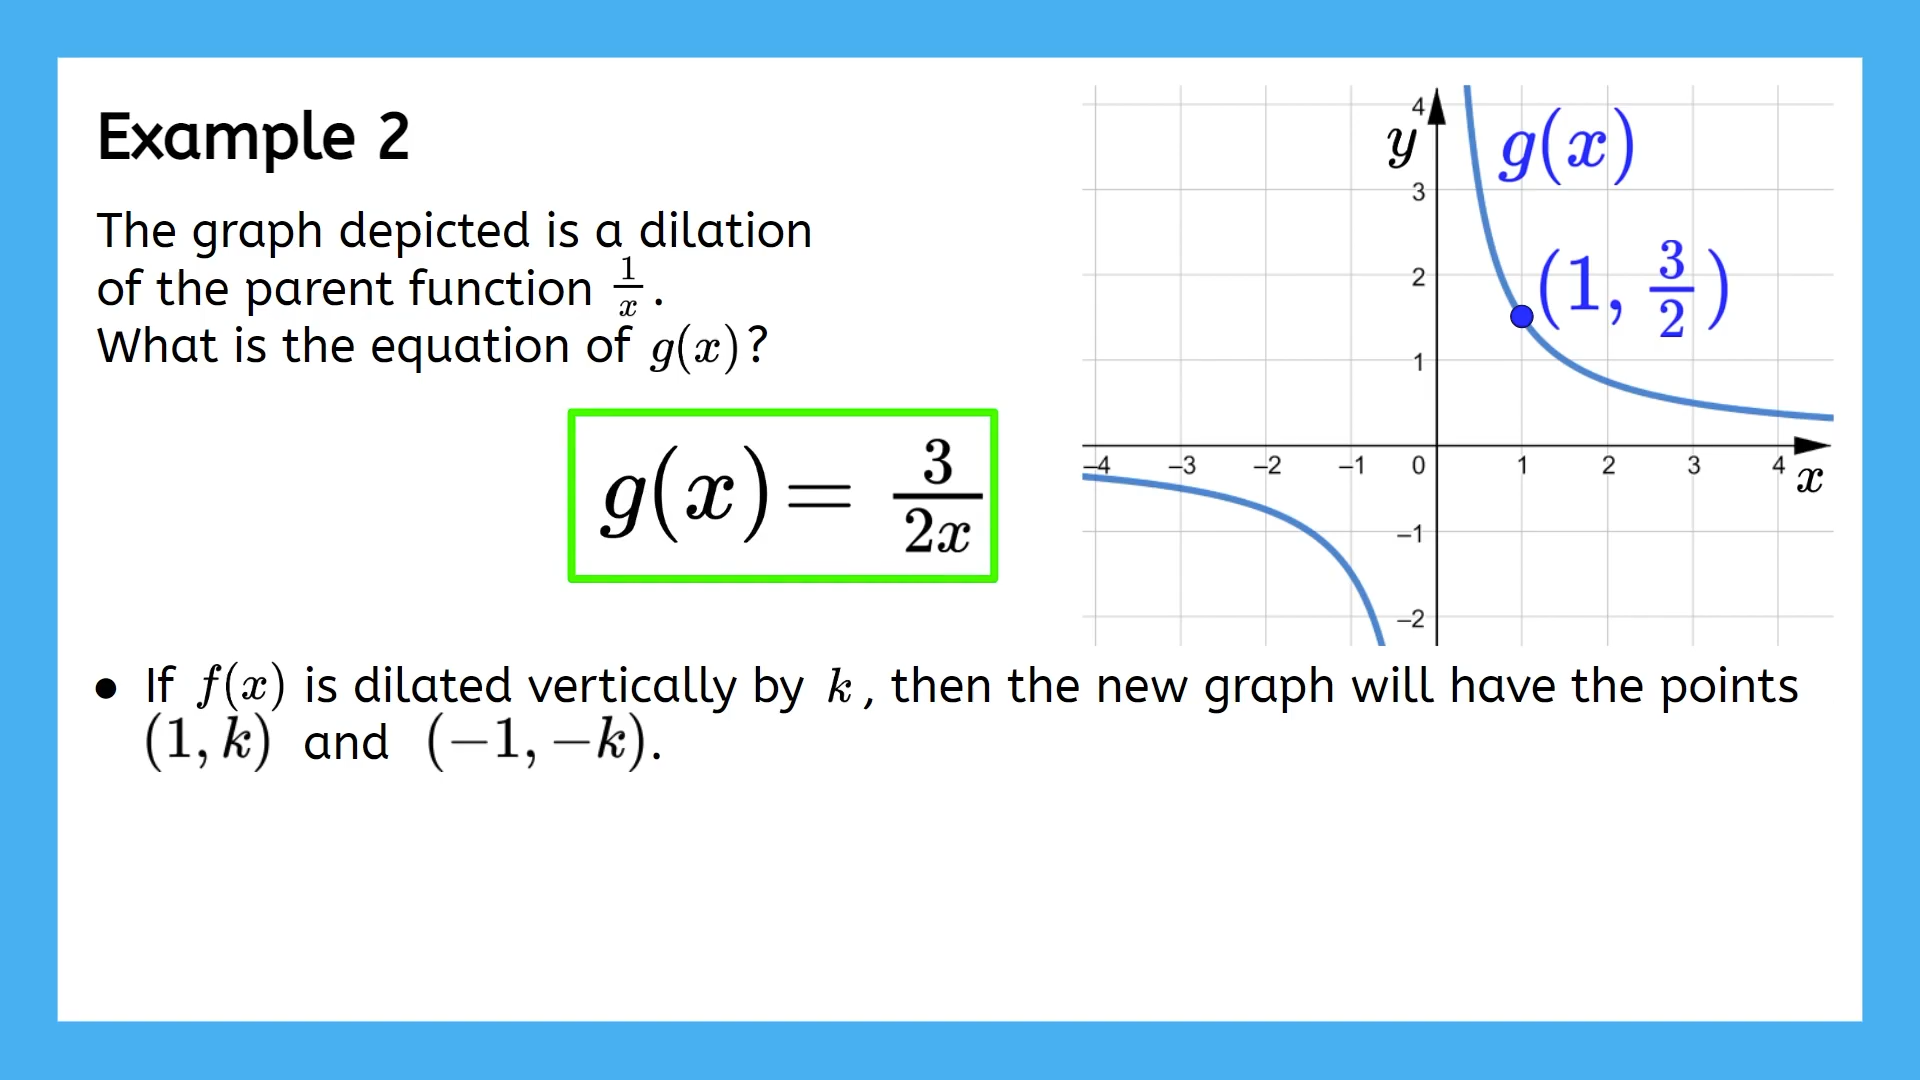 Example 2
The graph depicted is a dilation
of the parent function 1/x.
What is the equation of g(x)?
g(x) = 3/2x
4
y
g(x)
3
(1, 3/2)
2
1
–4 –3 –2 –1 0 1 2 3 4
x
–1
–2
● If f(x) is dilated vertically by k, then the new graph will have the points
(1, k) and (−1, −k).